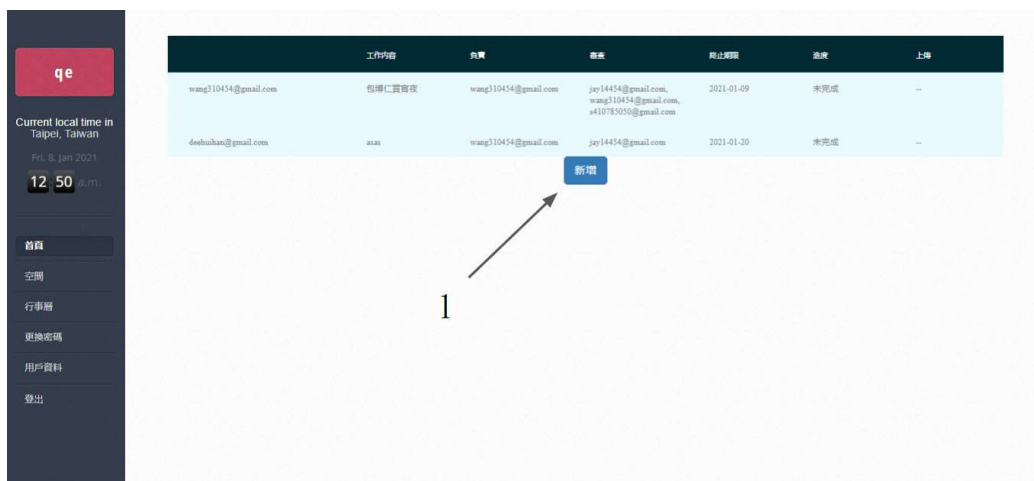 qe
Current local time in
Taipei, Taiwan
Fri, 8. Jan 2021
12 50 a.m.
首頁
空間
行事曆
更換密碼
用戶資料
登出
工作內容 負責 審查 終止期限 進度 上傳
wang310454@gmail.com 包博仁買宵夜 wang310454@gmail.com jay14454@gmail.com, 2021-01-09 未完成 --
wang310454@gmail.com,
s410785050@gmail.com
deehuihan@gmail.com asas wang310454@gmail.com jay14454@gmail.com 2021-01-20 未完成 --
新增
1